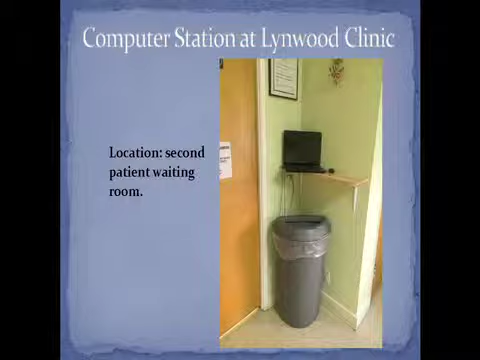 Computer Station at Lynwood Clinic
Location: second
patient waiting
room.